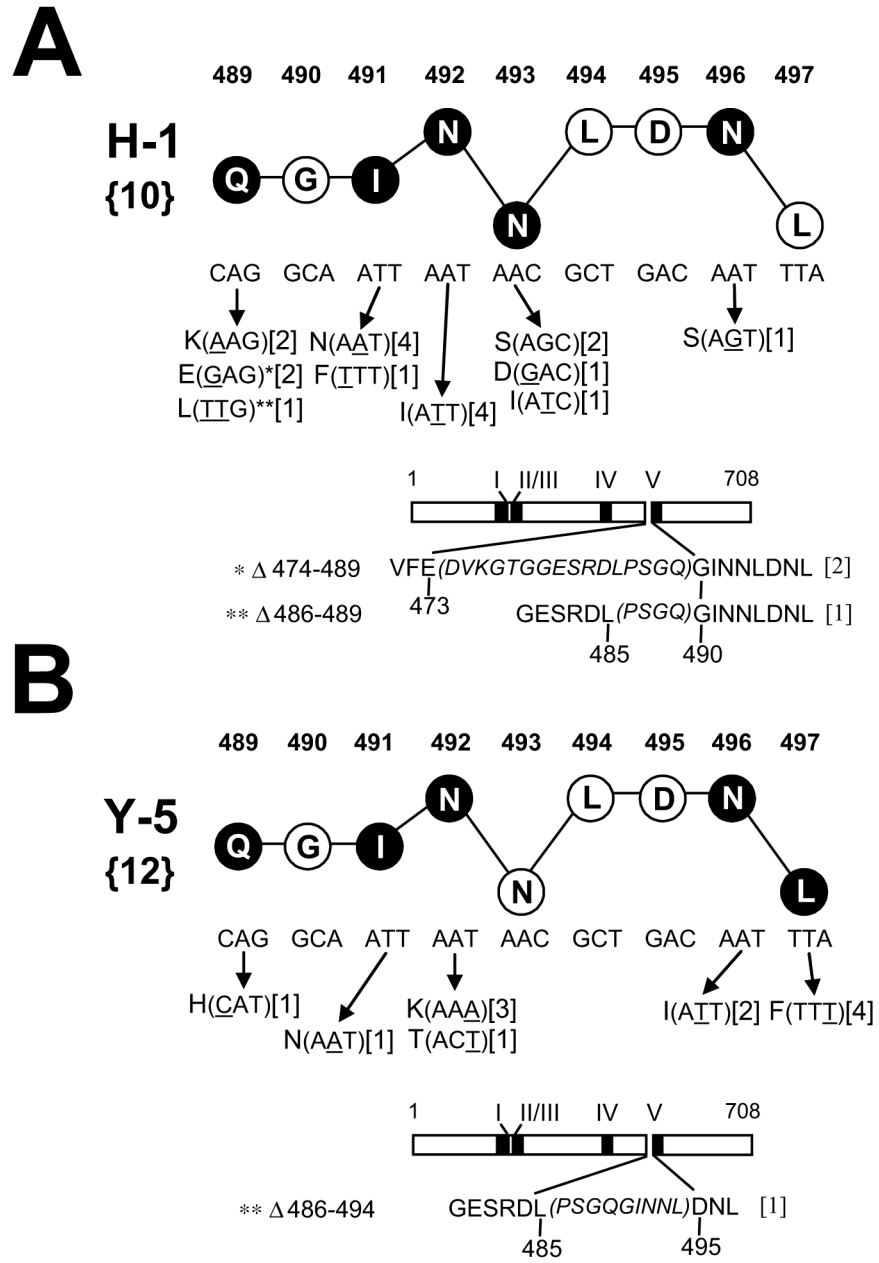 A
489 490 491 492 493 494 495 496 497
H-1
{10}
Q G I N N L D N L
CAG GCA ATT AAT AAC GCT GAC AAT TTA
K(AAG)[2] N(AAT)[4] S(AGC)[2] S(AGT)[1]
E(GAG)*[2] F(TTT)[1] D(GAC)[1]
L(TTG)**[1] I(ATT)[4] I(ATC)[1]
1 I II/III IV V 708
* Δ 474-489 VFE(DVKGTGGESRDLPSGQ)GINNLDNL [2]
473
** Δ 486-489 GESRDL(PSGQ)GINNLDNL [1]
485 490
B
489 490 491 492 493 494 495 496 497
Y-5
{12}
Q G I N N L D N L
CAG GCA ATT AAT AAC GCT GAC AAT TTA
H(CAT)[1] K(AAA)[3] I(ATT)[2] F(TTT)[4]
N(AAT)[1] T(ACT)[1]
1 I II/III IV V 708
** Δ 486-494 GESRDL(PSGQGINNL)DNL [1]
485 495